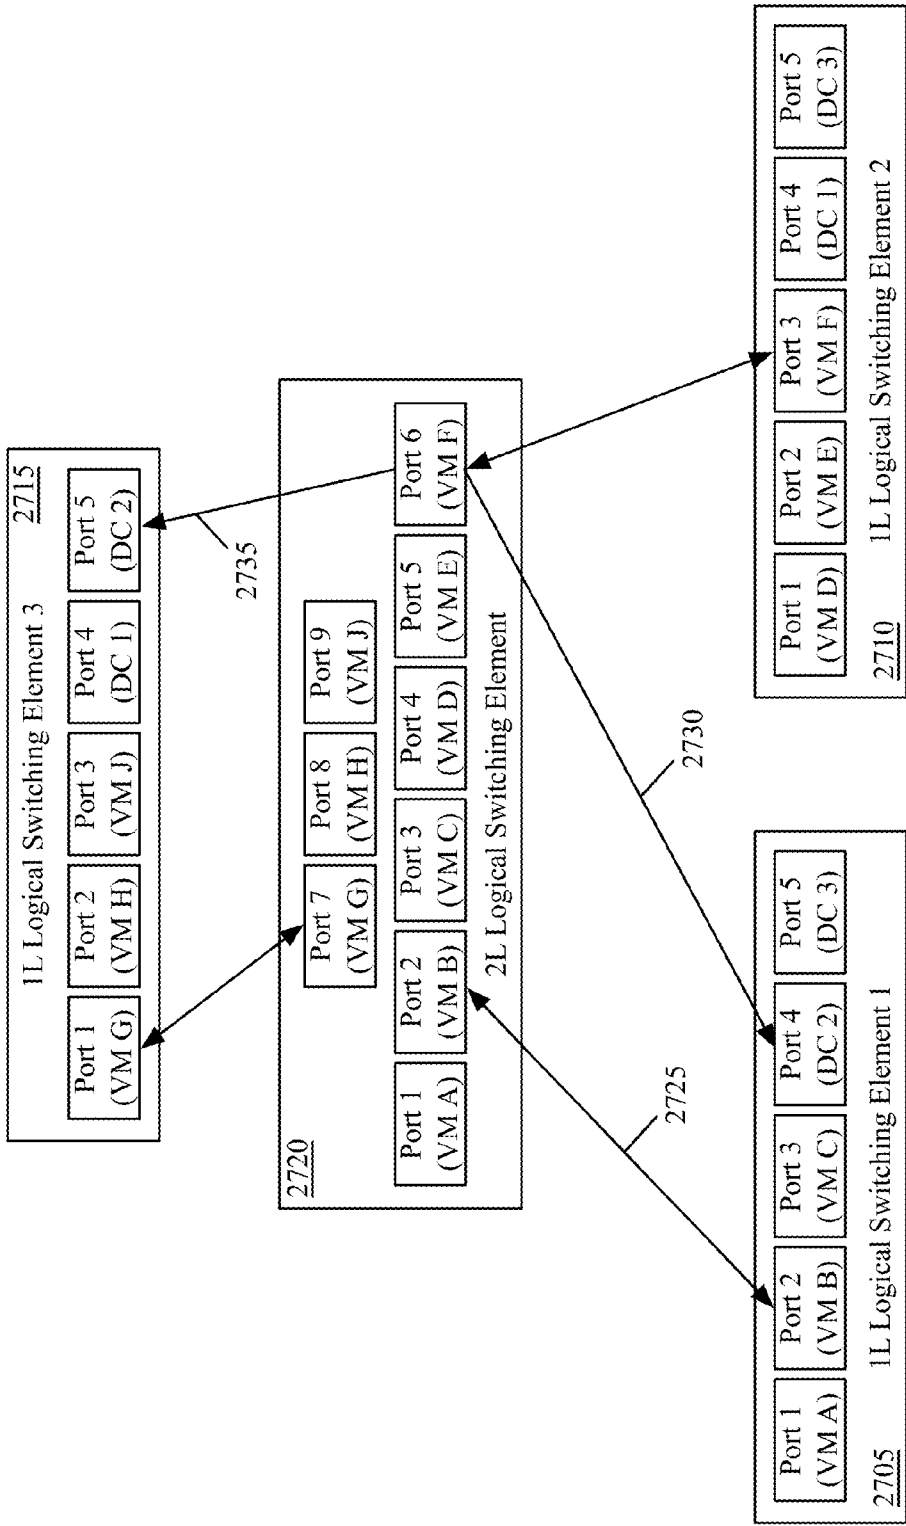 1L Logical Switching Element 3
2715
Port 1
(VM G)
Port 2
(VM H)
Port 3
(VM J)
Port 4
(DC 1)
Port 5
(DC 2)
2735
2720
Port 7
(VM G)
Port 8
(VM H)
Port 9
(VM J)
Port 1
(VM A)
Port 2
(VM B)
Port 3
(VM C)
Port 4
(VM D)
Port 5
(VM E)
Port 6
(VM F)
2L Logical Switching Element
2725
2730
Port 1
(VM A)
Port 2
(VM B)
Port 3
(VM C)
Port 4
(DC 2)
Port 5
(DC 3)
2705
1L Logical Switching Element 1
Port 1
(VM D)
Port 2
(VM E)
Port 3
(VM F)
Port 4
(DC 1)
Port 5
(DC 3)
2710
1L Logical Switching Element 2